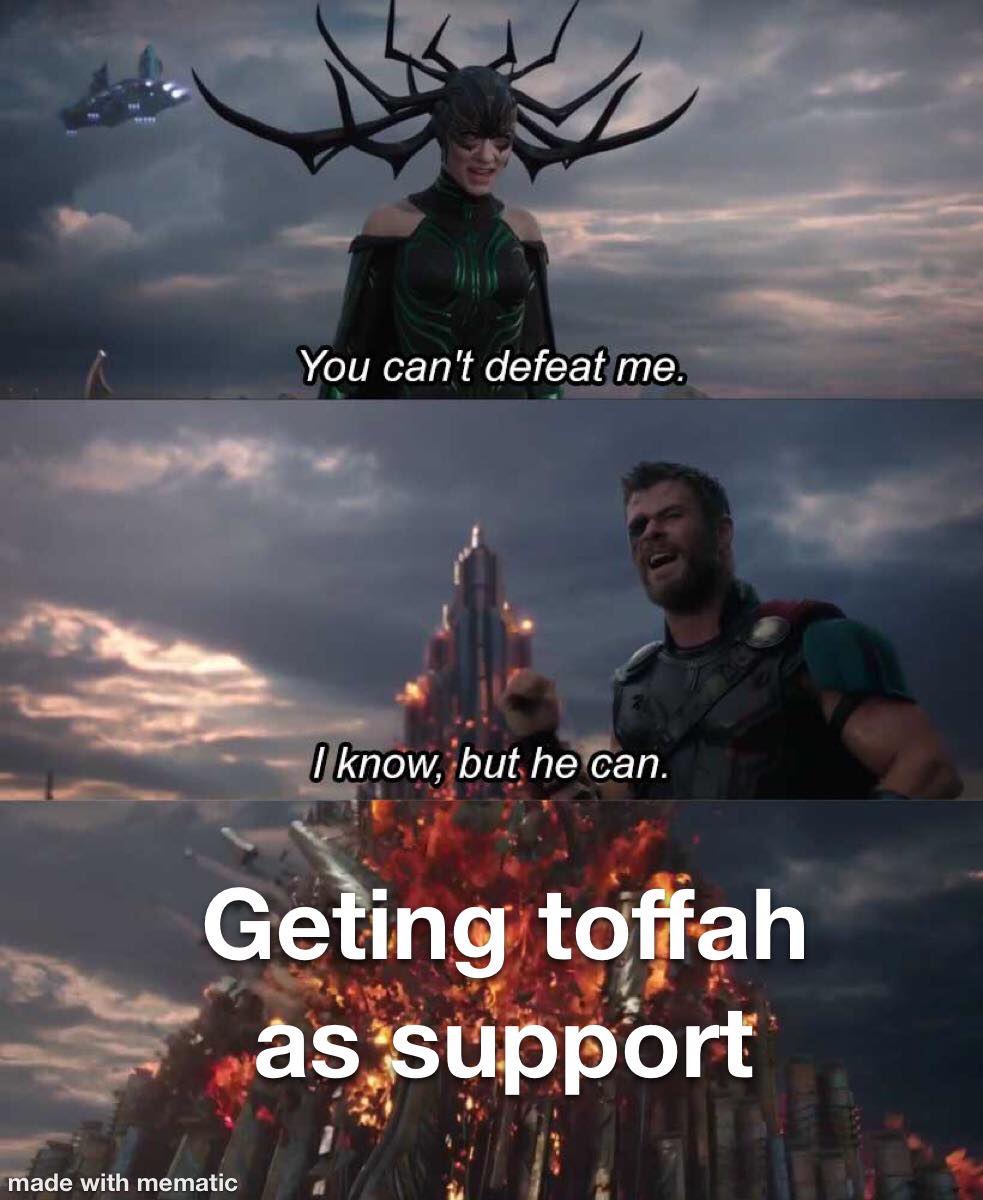 You can't defeat me.
I know, but he can.
Geting toffah
as support
made with mematic